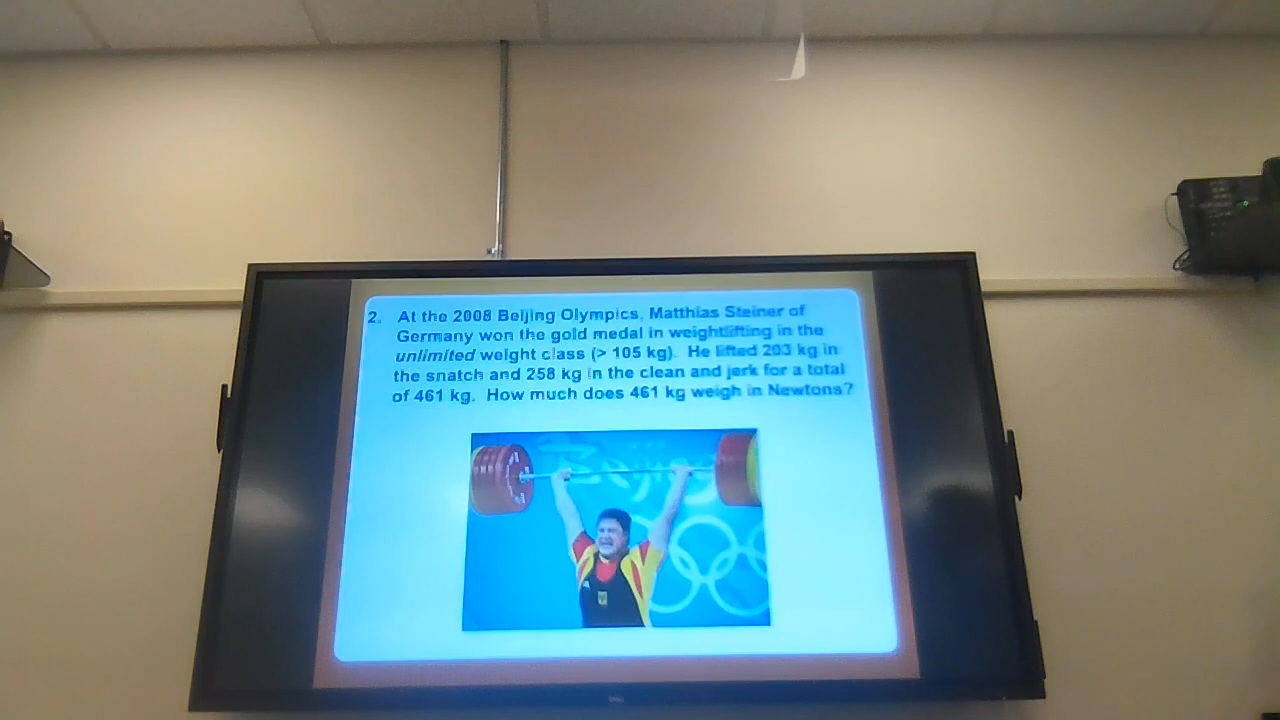 2. At the 2008 Beijing Olympics, Matthias Steiner of
Germany won the gold medal in weightlifting in the
unlimited weight class (> 105 kg). He lifted 203 kg in
the snatch and 258 kg in the clean and jerk for a total
of 461 kg. How much does 461 kg weigh in Newtons?
Beijing